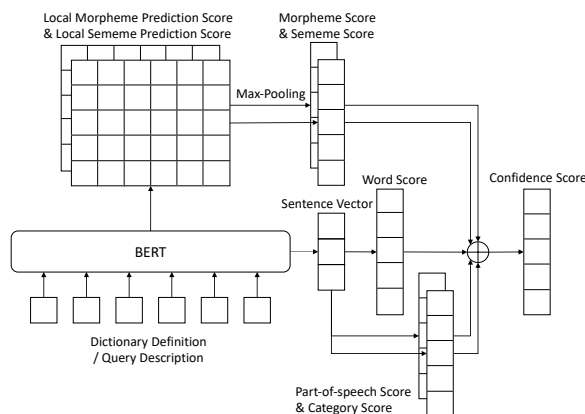 Local Morpheme Prediction Score
& Local Sememe Prediction Score
Morpheme Score
& Sememe Score
Max-Pooling
Word Score
Confidence Score
Sentence Vector
BERT
Dictionary Definition
/ Query Description
Part-of-speech Score
& Category Score